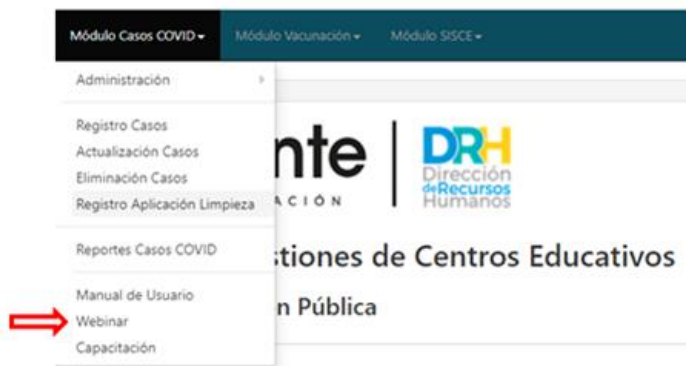 Módulo Casos COVID
Módulo Vacunación
Módulo SISCE
Administración
Registro Casos
Actualización Casos
Eliminación Casos
Registro Aplicación Limpieza
Reportes Casos COVID
Manual de Usuario
Webinar
Capacitación
nte
ACIÓN
DRH
Dirección
de Recursos
Humanos
stiones de Centros Educativos
n Pública